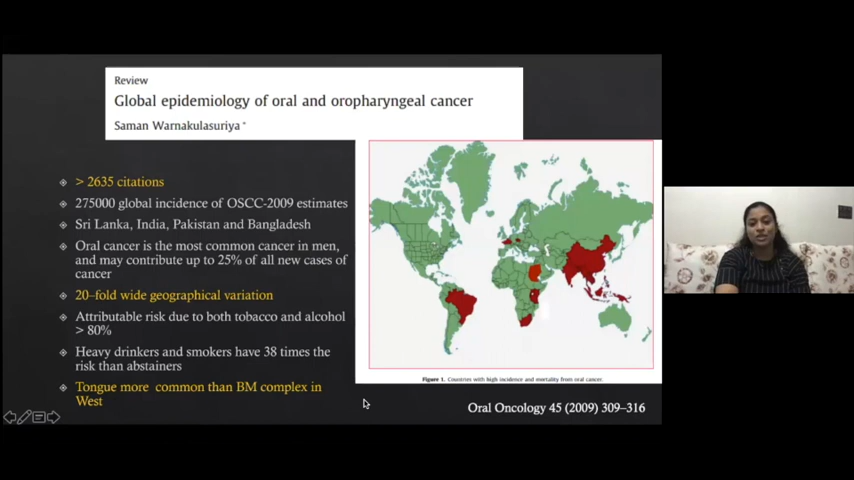 Review
Global epidemiology of oral and oropharyngeal cancer
Saman Warnakulasuriya *
> 2635 citations
275000 global incidence of OSCC-2009 estimates
Sri Lanka, India, Pakistan and Bangladesh
Oral cancer is the most common cancer in men,
and may contribute up to 25% of all new cases of
cancer
20–fold wide geographical variation
Attributable risk due to both tobacco and alcohol
> 80%
Heavy drinkers and smokers have 38 times the
risk than abstainers
Tongue more common than BM complex in
West
Figure 1. Countries with high incidence and mortality from oral cancer.
Oral Oncology 45 (2009) 309–316